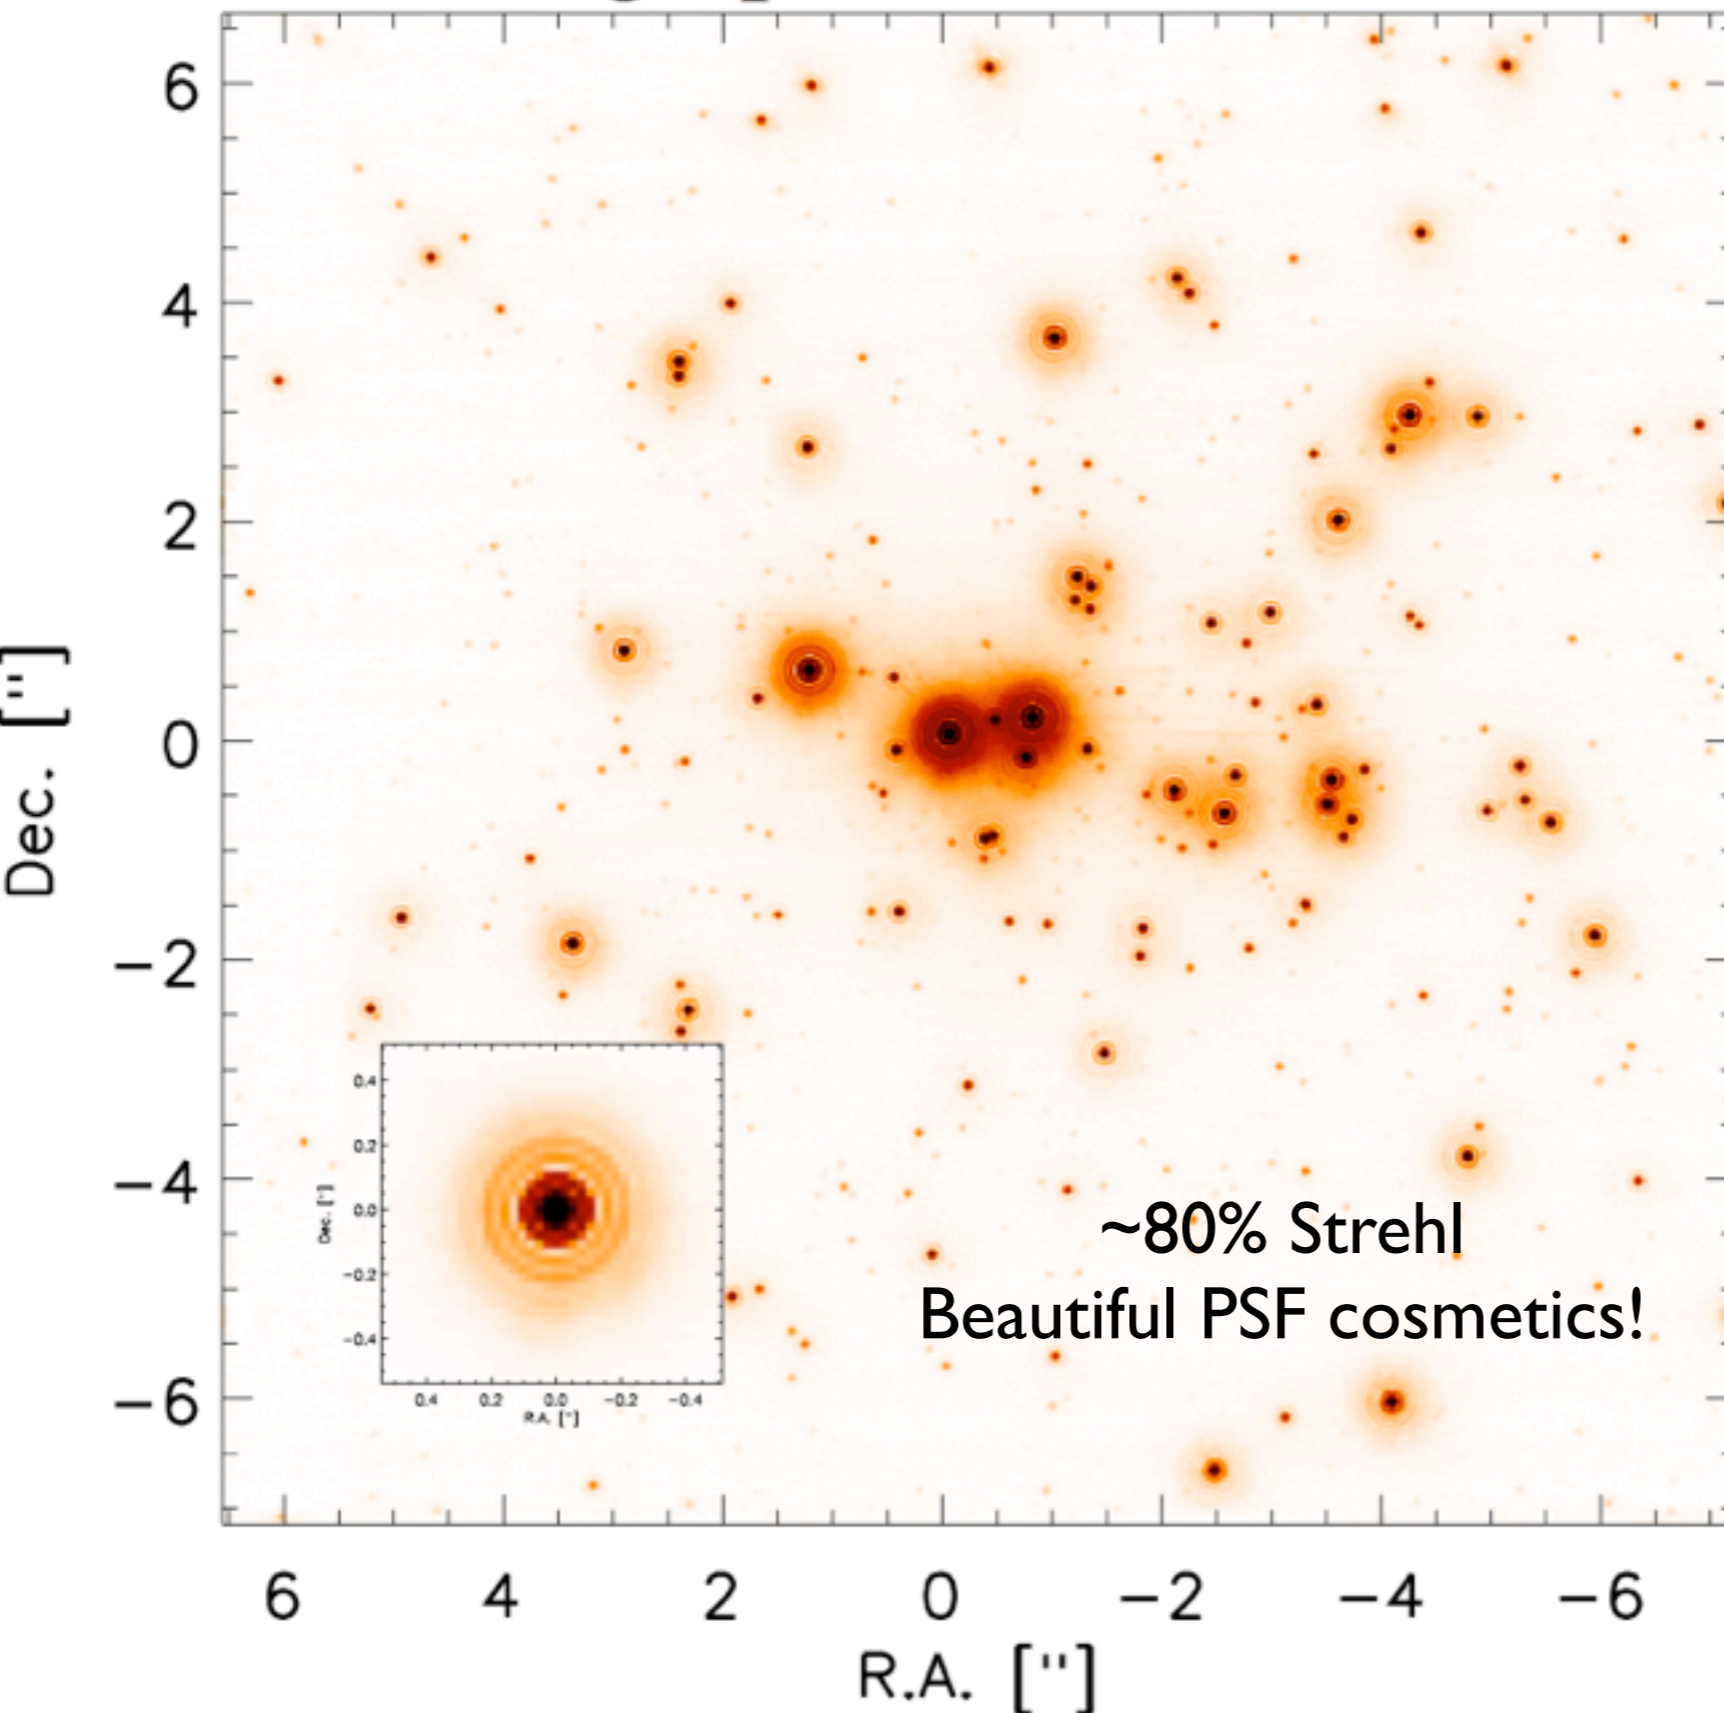 6
4
2
0
−2
−4
−6
Dec. ["]
0.4
0.2
0.0
−0.2
−0.4
Dec. ["]
0.4 0.2 0.0 −0.2 −0.4
R.A. ["]
~80% Strehl
Beautiful PSF cosmetics!
6 4 2 0 −2 −4 −6
R.A. ["]